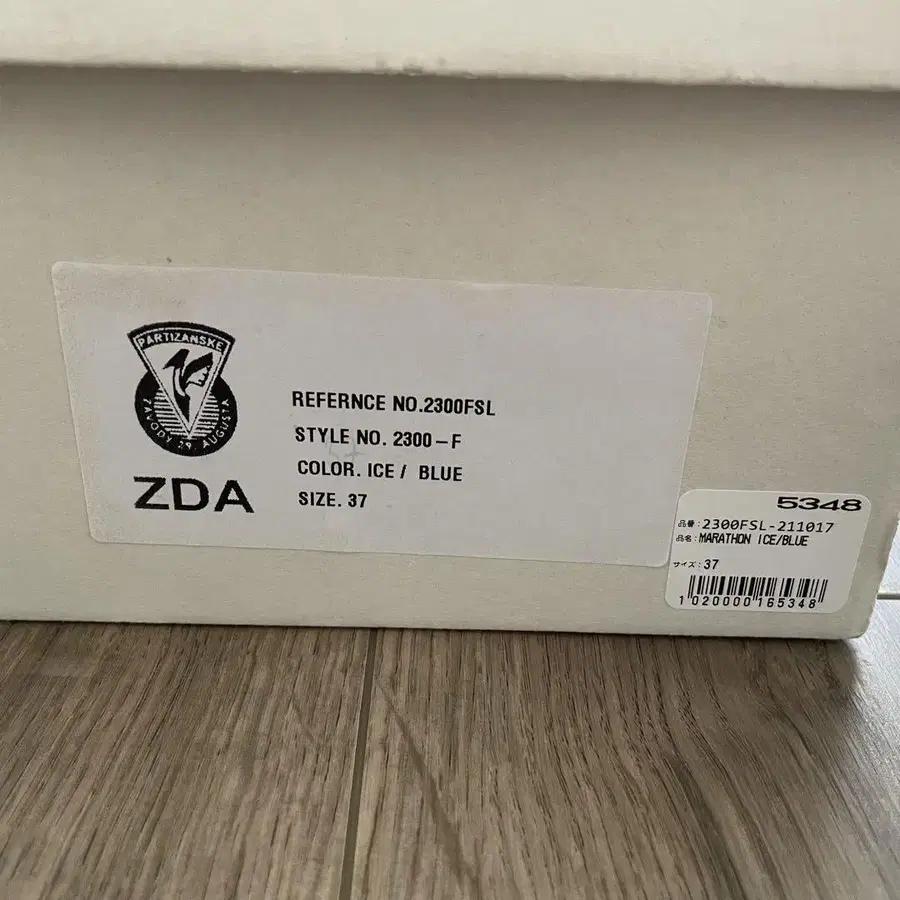 PARTIZANSKE
ZAVODY 29. AUGUSTA
ZDA
REFERNCE NO.2300FSL
STYLE NO. 2300-F
COLOR. ICE / BLUE
SIZE. 37
5348
品番:2300FSL-211017
品名:MARATHON ICE/BLUE
サイズ:37
1020000165348